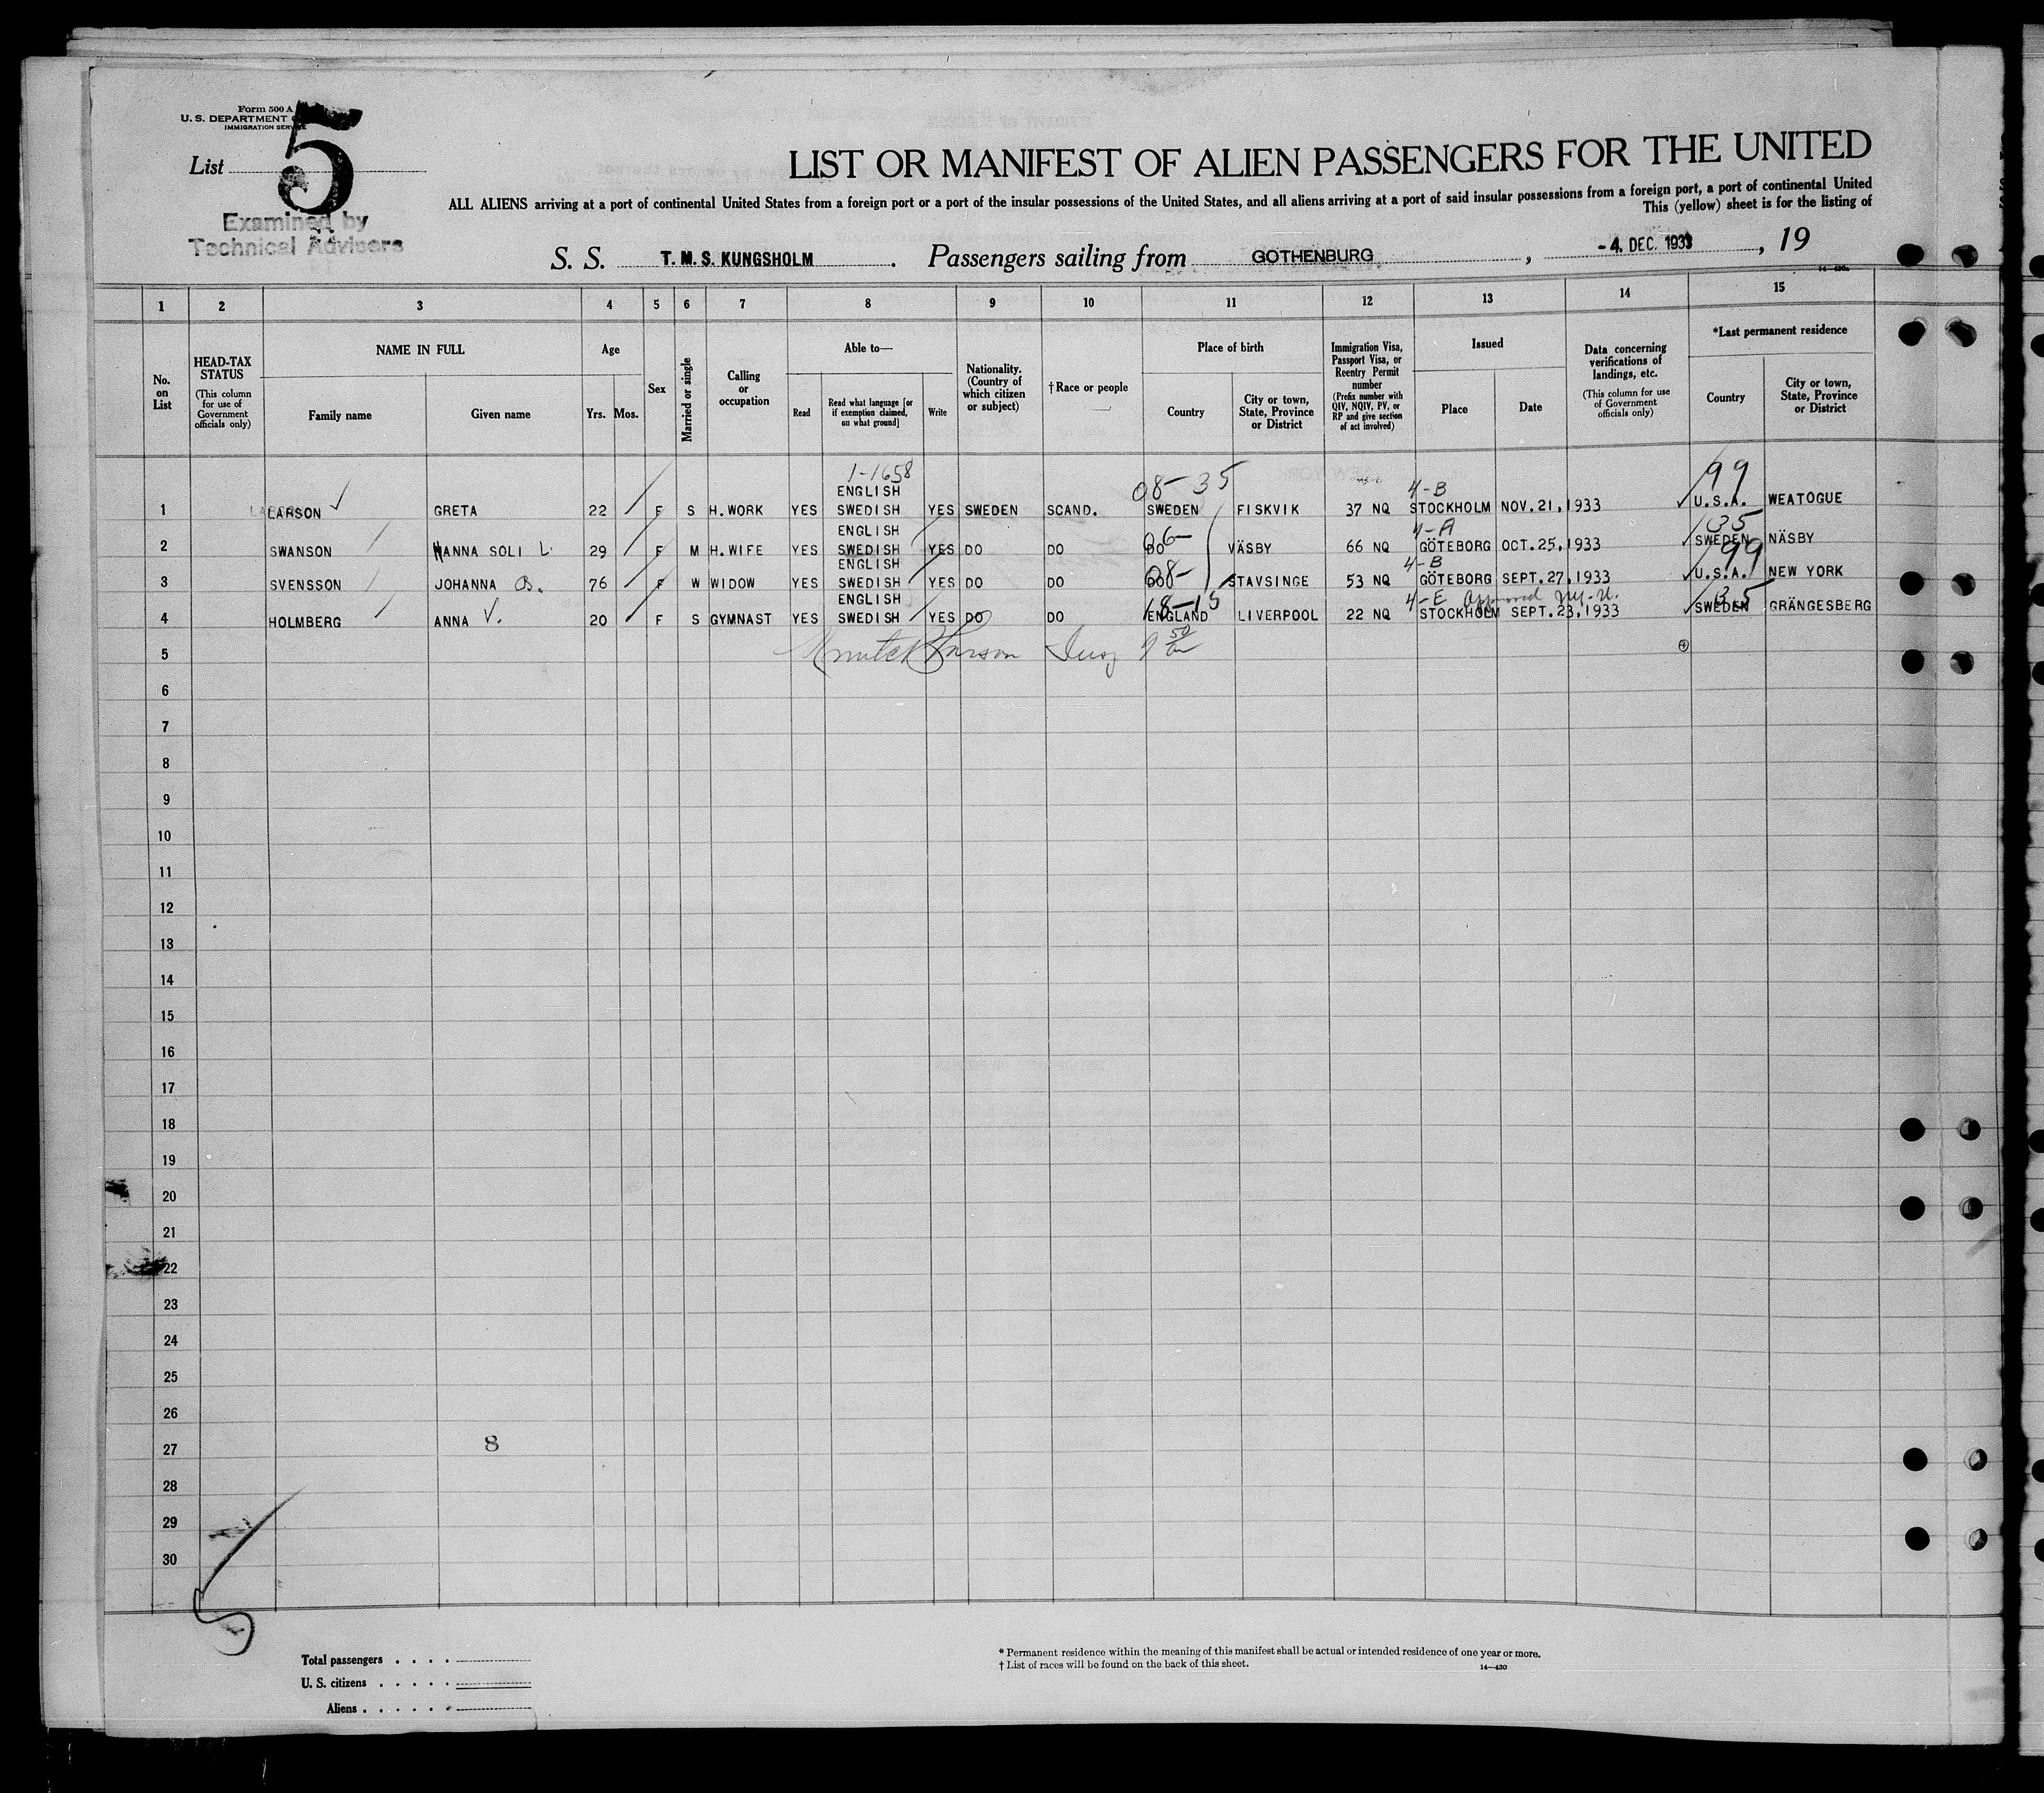 Form 500 A
U. S. DEPARTMENT
IMMIGRATION SERVICE
List 5
Examined by
Technical Advisers
LIST OR MANIFEST OF ALIEN PASSENGERS FOR THE UNITED
ALL ALIENS arriving at a port of continental United States from a foreign port or a port of the insular possessions of the United States, and all aliens arriving at a port of said insular possessions from a foreign port, a port of continental United
This (yellow) sheet is for the listing of
S. S. T. M. S. KUNGSHOLM . Passengers sailing from GOTHENBURG , - 4. DEC. 1933 , 19
1 2 3 4 5 6 7 8 9 10 11 12 13 14 15
No. on List
HEAD-TAX STATUS
(This column for use of Government officials only)
NAME IN FULL
Family name Given name
Age
Yrs. Mos.
Sex
Married or single
Calling or occupation
Able to—
Read Read what language [or if exemption claimed, on what ground] Write
Nationality. (Country of which citizen or subject)
†Race or people
Place of birth
Country City or town, State, Province or District
Immigration Visa, Passport Visa, or Reentry Permit number
(Prefix number with QIV, NQIV, PV, or RP and give section of act involved)
Issued
Place Date
Data concerning verifications of landings, etc.
(This column for use of Government officials only)
*Last permanent residence
Country City or town, State, Province or District
1-1658 08- 35 4-B 99
1 LARSON GRETA 22 F S H.WORK YES ENGLISH SWEDISH YES SWEDEN SCAND. SWEDEN FISKVIK 37 NQ STOCKHOLM NOV.21,1933 U.S.A. WEATOGUE
06- 4-A 35
2 SWANSON HANNA SOLI L. 29 F M H.WIFE YES ENGLISH SWEDISH YES DO DO DO VÄSBY 66 NQ GÖTEBORG OCT.25,1933 SWEDEN NÄSBY
08- 4-B 99
3 SVENSSON JOHANNA B. 76 F W WIDOW YES ENGLISH SWEDISH YES DO DO DO STAVSINGE 53 NQ GÖTEBORG SEPT.27,1933 U.S.A. NEW YORK
18-15 4-E Approved 35
4 HOLMBERG ANNA V. 20 F S GYMNAST YES ENGLISH SWEDISH YES DO DO ENGLAND LIVERPOOL 22 NQ STOCKHOLM SEPT.23,1933 SWEDEN GRÄNGESBERG
5 Larson Insp 9 50
6
7
8
9
10
11
12
13
14
15
16
17
18
19
20
21
22
23
24
25
26
27 8
28
29
30
Total passengers . . . .
U. S. citizens . . . . .
Aliens . . . . . .
* Permanent residence within the meaning of this manifest shall be actual or intended residence of one year or more.
† List of races will be found on the back of this sheet.
14—430